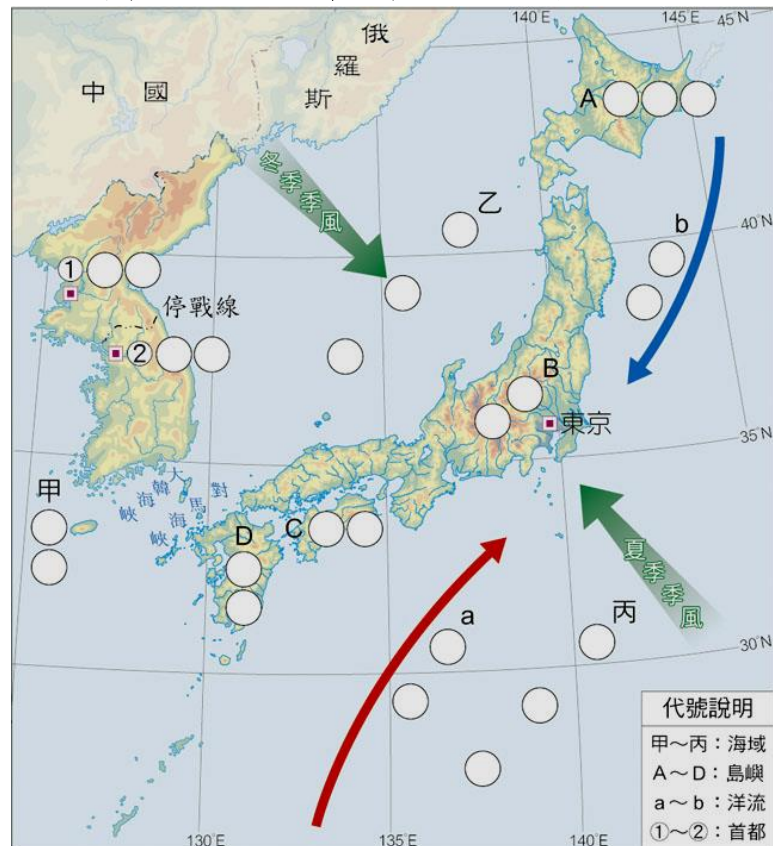 140°E
145°E
45°N
俄羅斯
中國
A
冬季季風
乙
40°N
b
①
停戰線
②
B
東京
35°N
甲
大韓海峽
對馬海峽
C
D
夏季季風
a
丙
30°N
代號說明
甲~丙：海域
A~D：島嶼
a~b：洋流
①~②：首都
130°E
135°E
140°E